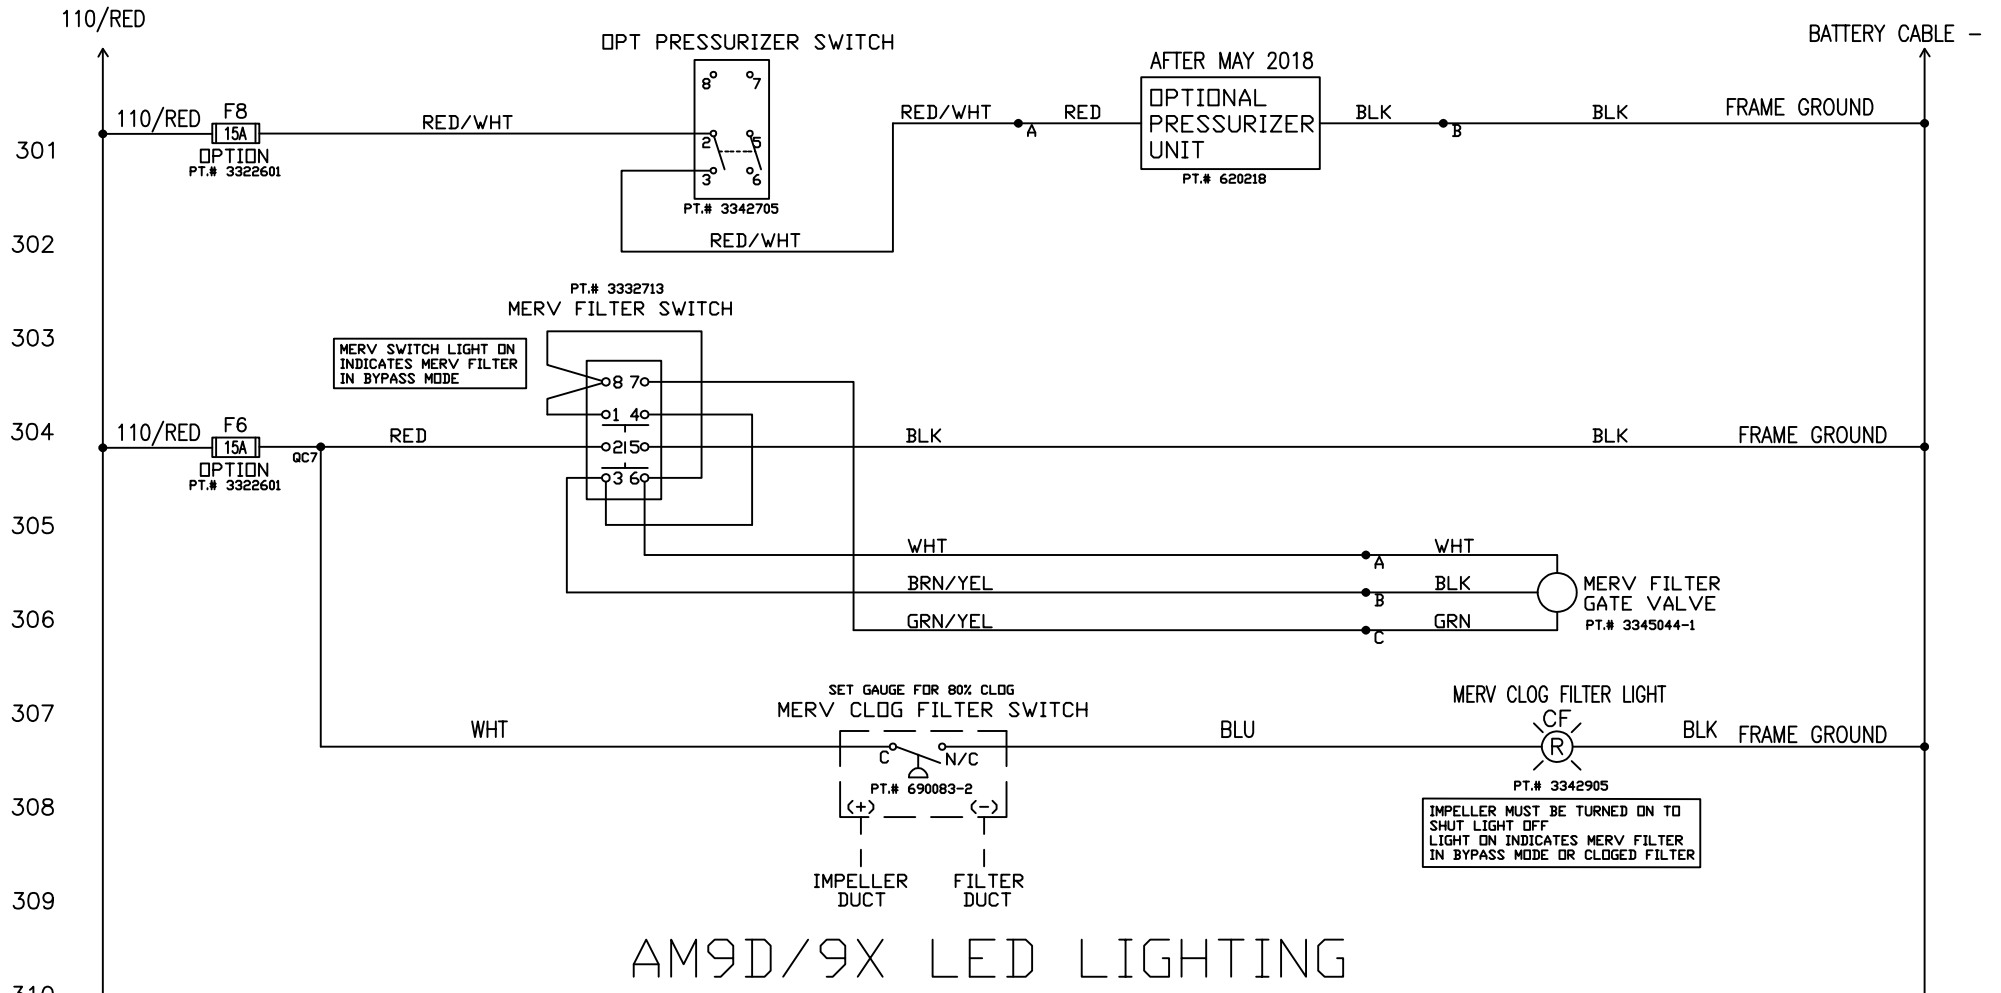 110/RED
BATTERY CABLE -
OPT PRESSURIZER SWITCH
8 7
2 5
3 6
PT.# 3342705
AFTER MAY 2018
OPTIONAL
PRESSURIZER
UNIT
PT.# 620218
301
110/RED
F8
15A
OPTION
PT.# 3322601
RED/WHT
RED/WHT
A
RED
BLK
B
BLK
FRAME GROUND
302
RED/WHT
PT.# 3332713
MERV FILTER SWITCH
303
MERV SWITCH LIGHT ON
INDICATES MERV FILTER
IN BYPASS MODE
8 7
1 4
2 5
3 6
304
110/RED
F6
15A
OPTION
PT.# 3322601
QC7
RED
BLK
BLK
FRAME GROUND
305
WHT
A
WHT
BRN/YEL
B
BLK
MERV FILTER
GATE VALVE
PT.# 3345044-1
306
GRN/YEL
C
GRN
307
WHT
SET GAUGE FOR 80% CLOG
MERV CLOG FILTER SWITCH
C
N/C
PT.# 690083-2
(+)
(-)
IMPELLER
DUCT
FILTER
DUCT
BLU
MERV CLOG FILTER LIGHT
CF
R
PT.# 3342905
BLK
FRAME GROUND
308
IMPELLER MUST BE TURNED ON TO
SHUT LIGHT OFF
LIGHT ON INDICATES MERV FILTER
IN BYPASS MODE OR CLOGED FILTER
309
AM9D/9X LED LIGHTING